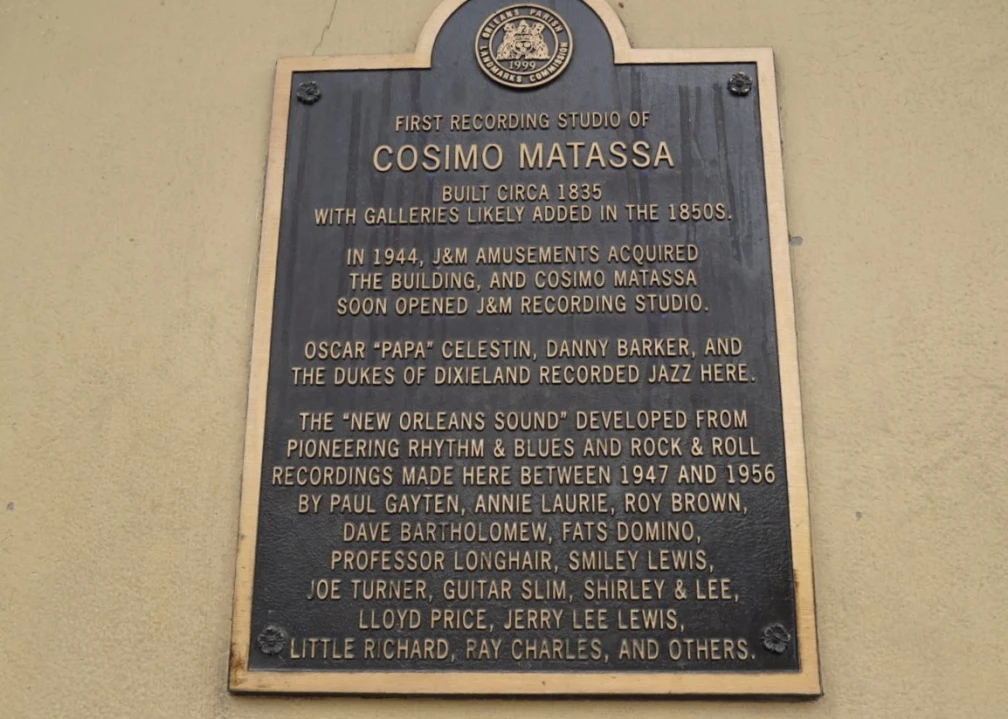 ORLEANS PARISH
LANDMARKS COMMISSION
1999
FIRST RECORDING STUDIO OF
COSIMO MATASSA
BUILT CIRCA 1835
WITH GALLERIES LIKELY ADDED IN THE 1850S.
IN 1944, J&M AMUSEMENTS ACQUIRED
THE BUILDING, AND COSIMO MATASSA
SOON OPENED J&M RECORDING STUDIO.
OSCAR "PAPA" CELESTIN, DANNY BARKER, AND
THE DUKES OF DIXIELAND RECORDED JAZZ HERE.
THE "NEW ORLEANS SOUND" DEVELOPED FROM
PIONEERING RHYTHM & BLUES AND ROCK & ROLL
RECORDINGS MADE HERE BETWEEN 1947 AND 1956
BY PAUL GAYTEN, ANNIE LAURIE, ROY BROWN,
DAVE BARTHOLOMEW, FATS DOMINO,
PROFESSOR LONGHAIR, SMILEY LEWIS,
JOE TURNER, GUITAR SLIM, SHIRLEY & LEE,
LLOYD PRICE, JERRY LEE LEWIS,
LITTLE RICHARD, RAY CHARLES, AND OTHERS.